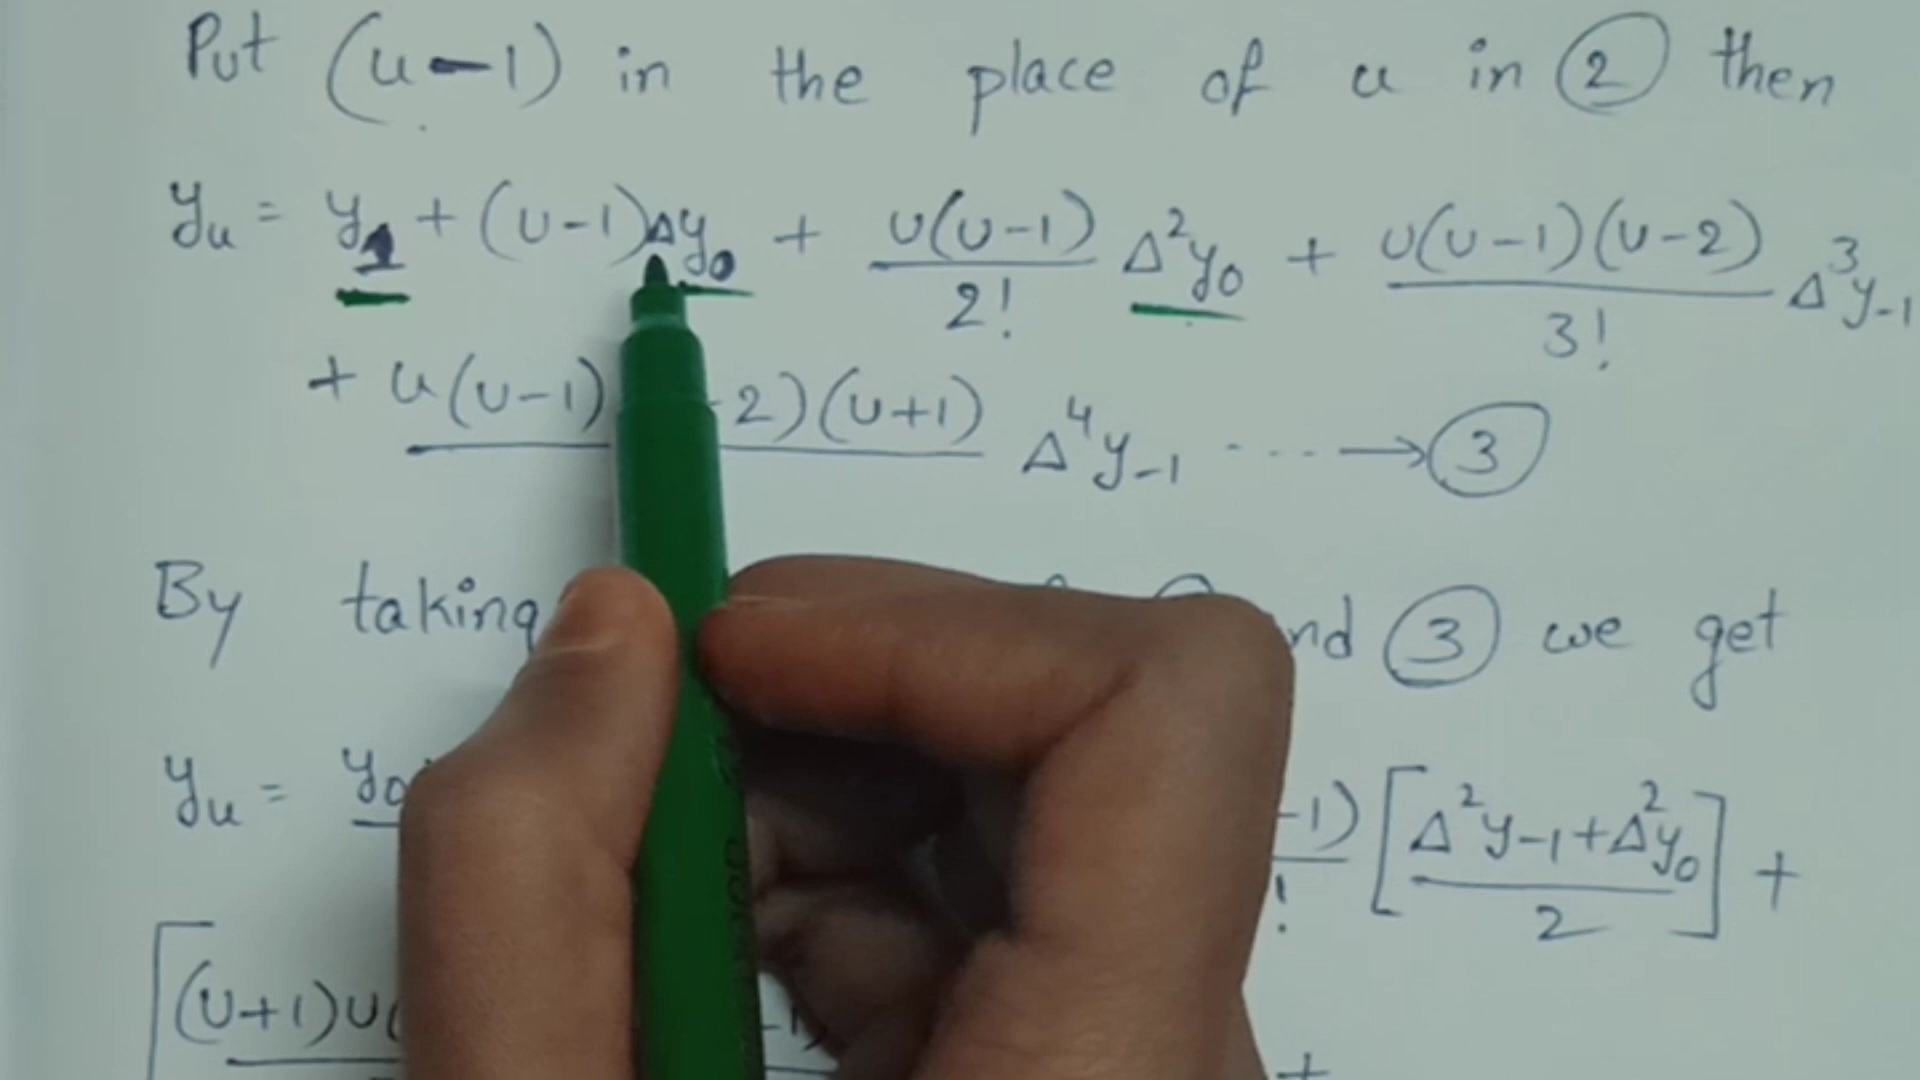 Put (u-1) in the place of u in ② then
yᵤ = y₁ + (u-1)Δy₀ + u(u-1)/2! Δ²y₀ + u(u-1)(u-2)/3! Δ³y₋₁
+ u(u-1) -2)(u+1) Δ⁴y₋₁ ····→③
By taking nd ③ we get
yᵤ = y₀ -1) ! [Δ²y₋₁+Δ²y₀ / 2] +
[(u+1)u( -1) +